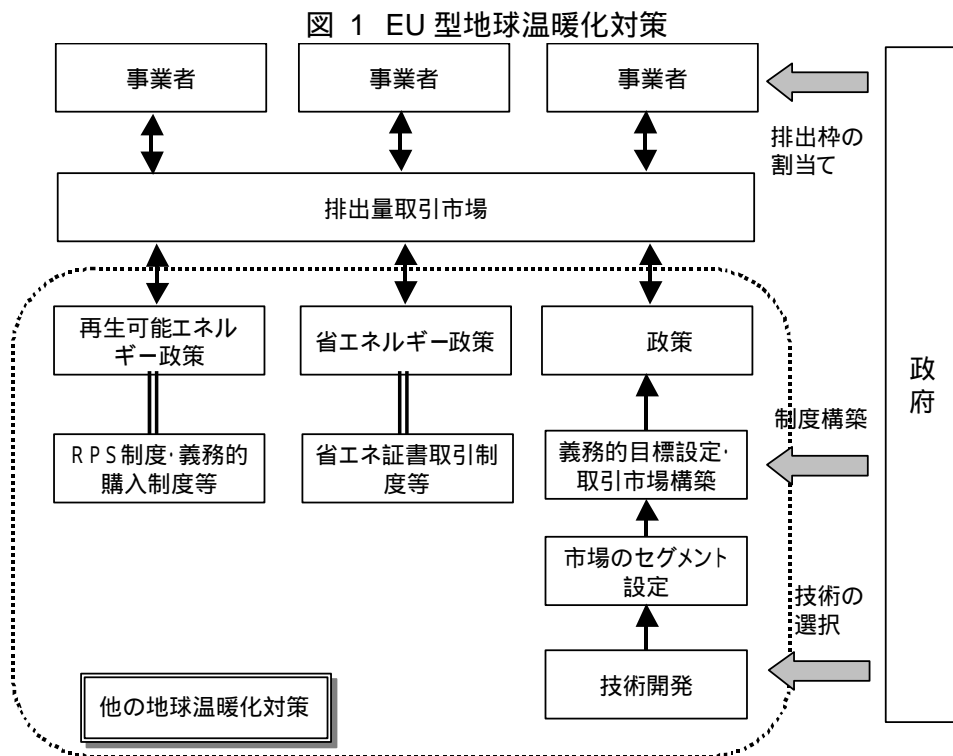 図 1 EU 型地球温暖化対策
事業者
事業者
事業者
排出枠の
割当て
排出量取引市場
再生可能エネル
ギー政策
省エネルギー政策
政策
政
府
制度構築
RPS制度・義務的
購入制度等
省エネ証書取引制
度等
義務的目標設定・
取引市場構築
市場のセグメント
設定
技術の
選択
技術開発
他の地球温暖化対策